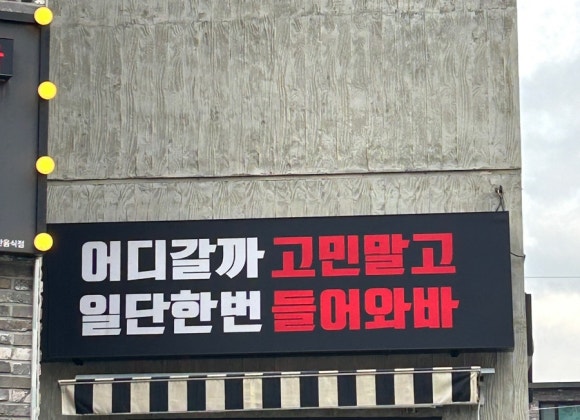 어디갈까 고민말고
일단한번 들어와바